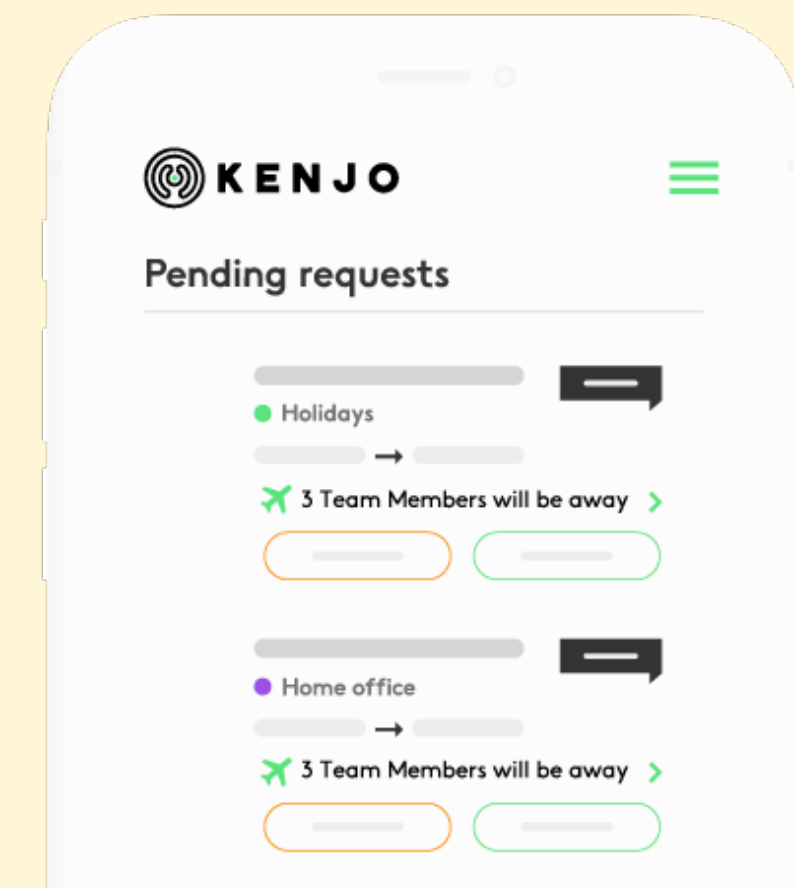 KENJO
Pending requests
Holidays
3 Team Members will be away
Home office
3 Team Members will be away